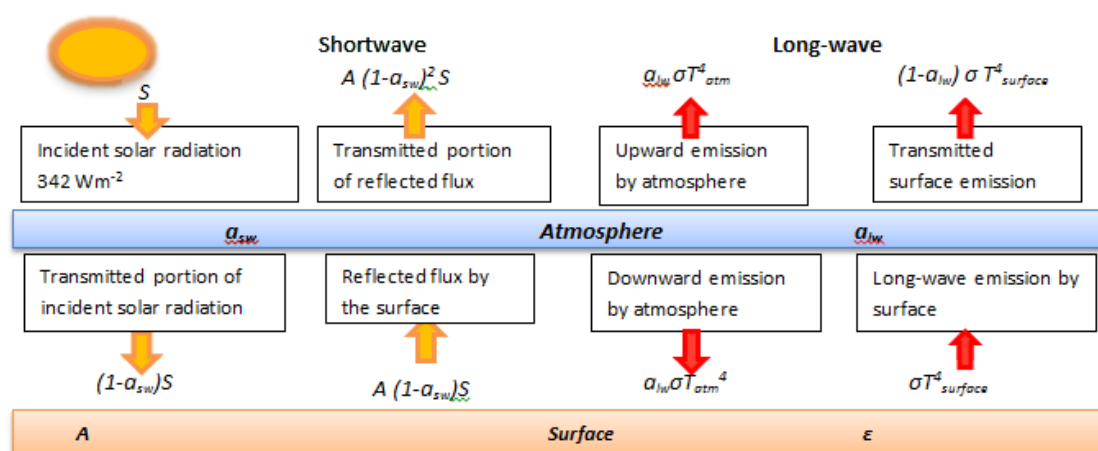 Shortwave
Long-wave
S
A (1-a_sw)² S
a_lw σT⁴_atm
(1-a_lw) σ T⁴_surface
Incident solar radiation
342 Wm⁻²
Transmitted portion
of reflected flux
Upward emission
by atmosphere
Transmitted
surface emission
a_sw
Atmosphere
a_lw
Transmitted portion of
incident solar radiation
Reflected flux by
the surface
Downward emission
by atmosphere
Long-wave emission by
surface
(1-a_sw)S
A (1-a_sw)S
a_lw σT_atm⁴
σT⁴_surface
A
Surface
ε